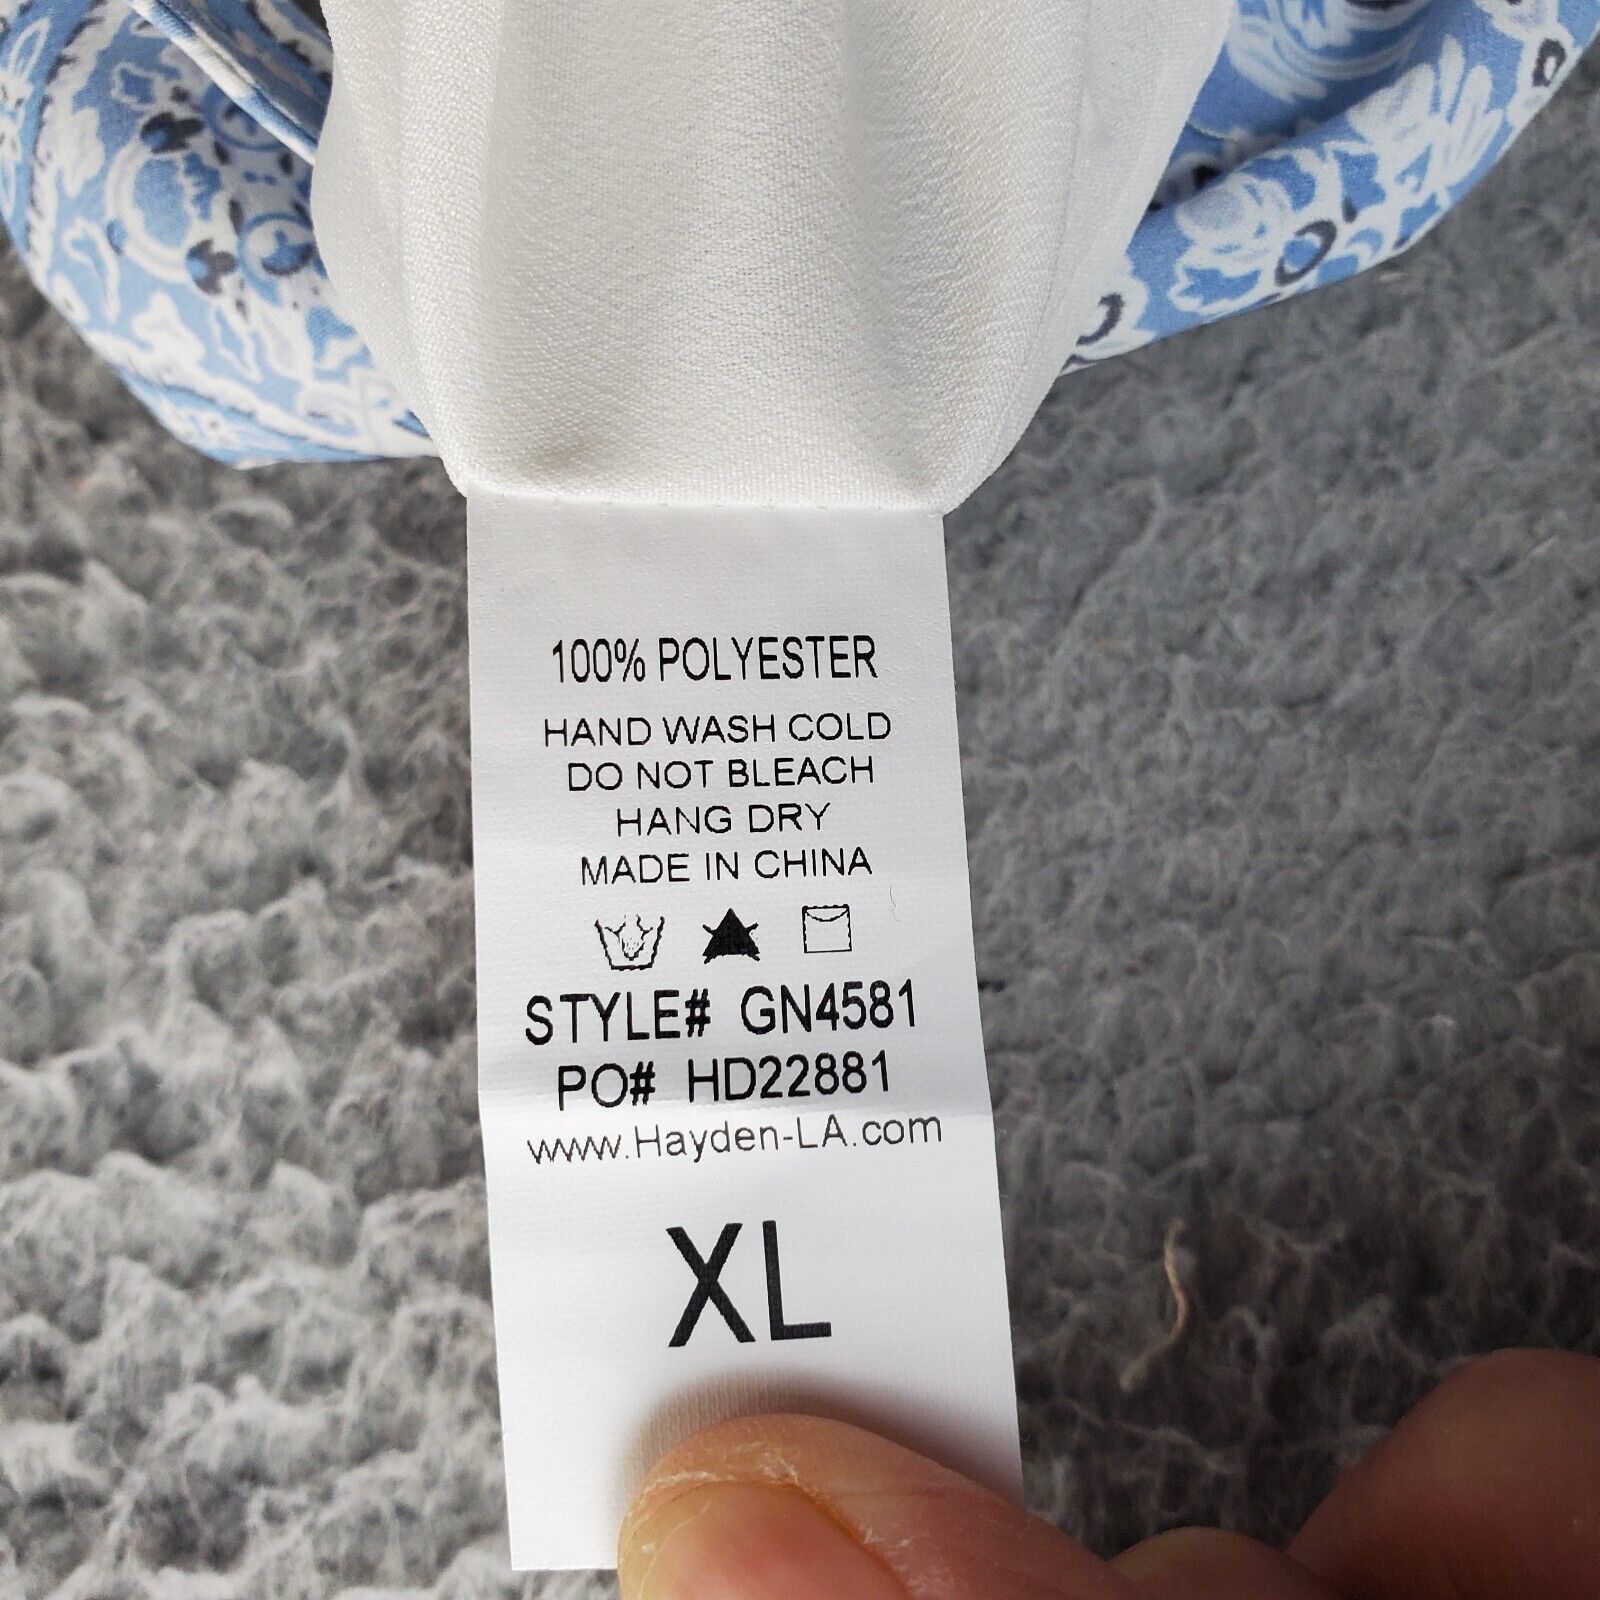 100% POLYESTER
HAND WASH COLD
DO NOT BLEACH
HANG DRY
MADE IN CHINA
STYLE# GN4581
PO# HD22881
www.Hayden-LA.com
XL